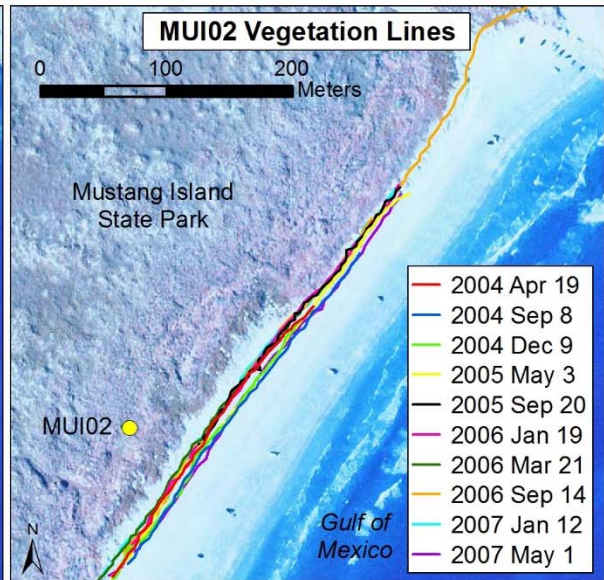 MUI02 Vegetation Lines
0 100 200
Meters
Mustang Island
State Park
MUI02
2004 Apr 19
2004 Sep 8
2004 Dec 9
2005 May 3
2005 Sep 20
2006 Jan 19
2006 Mar 21
2006 Sep 14
2007 Jan 12
2007 May 1
N
Gulf of
Mexico